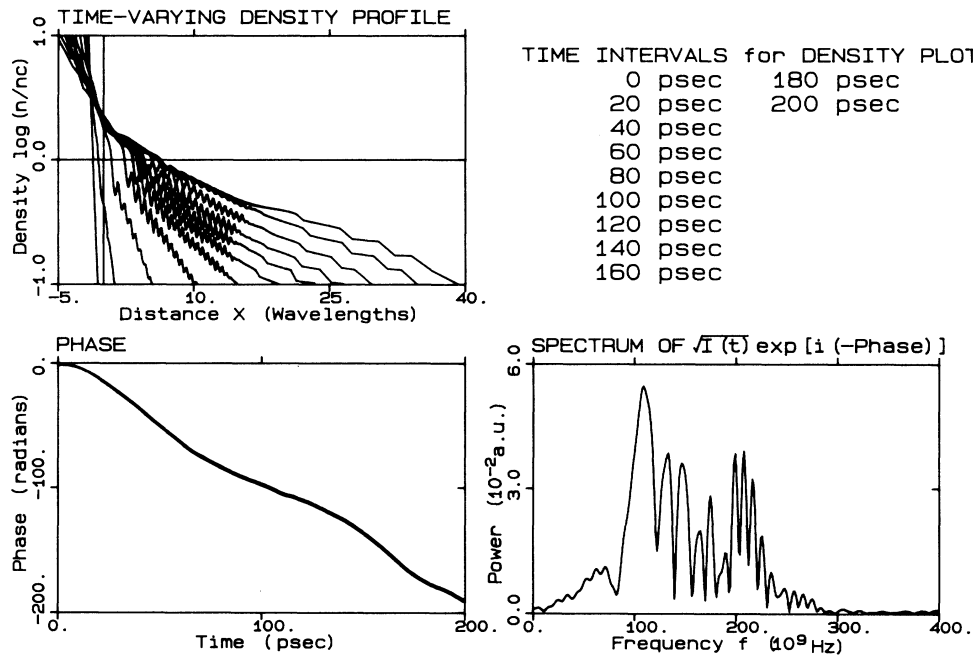 TIME-VARYING DENSITY PROFILE
1.0
0.0
-1.0
Density log (n/nc)
-5. 10. 25. 40.
Distance X (Wavelengths)
TIME INTERVALS for DENSITY PLOT
0 psec 180 psec
20 psec 200 psec
40 psec
60 psec
80 psec
100 psec
120 psec
140 psec
160 psec
PHASE
0.
-100.
-200.
Phase (radians)
0. 100. 200.
Time (psec)
SPECTRUM OF √I(t) exp[i(-Phase)]
6.0
3.0
0.0
Power (10⁻²a.u.)
0. 100. 200. 300. 400.
Frequency f (10⁹ Hz)